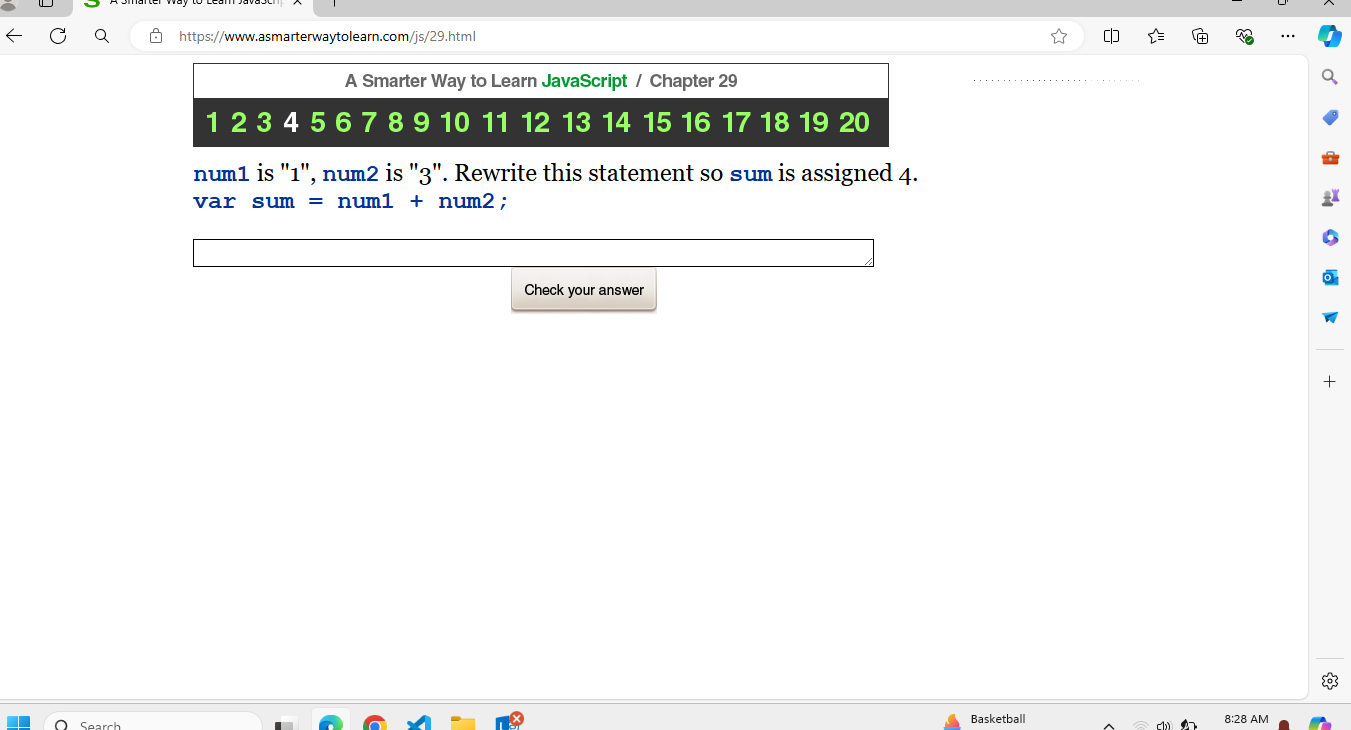 A Smarter Way to Learn JavaScrip
https://www.asmarterwaytolearn.com/js/29.html
A Smarter Way to Learn JavaScript / Chapter 29
1 2 3 4 5 6 7 8 9 10 11 12 13 14 15 16 17 18 19 20
num1 is "1", num2 is "3". Rewrite this statement so sum is assigned 4.
var sum = num1 + num2;
Check your answer
Search
Basketball
8:28 AM